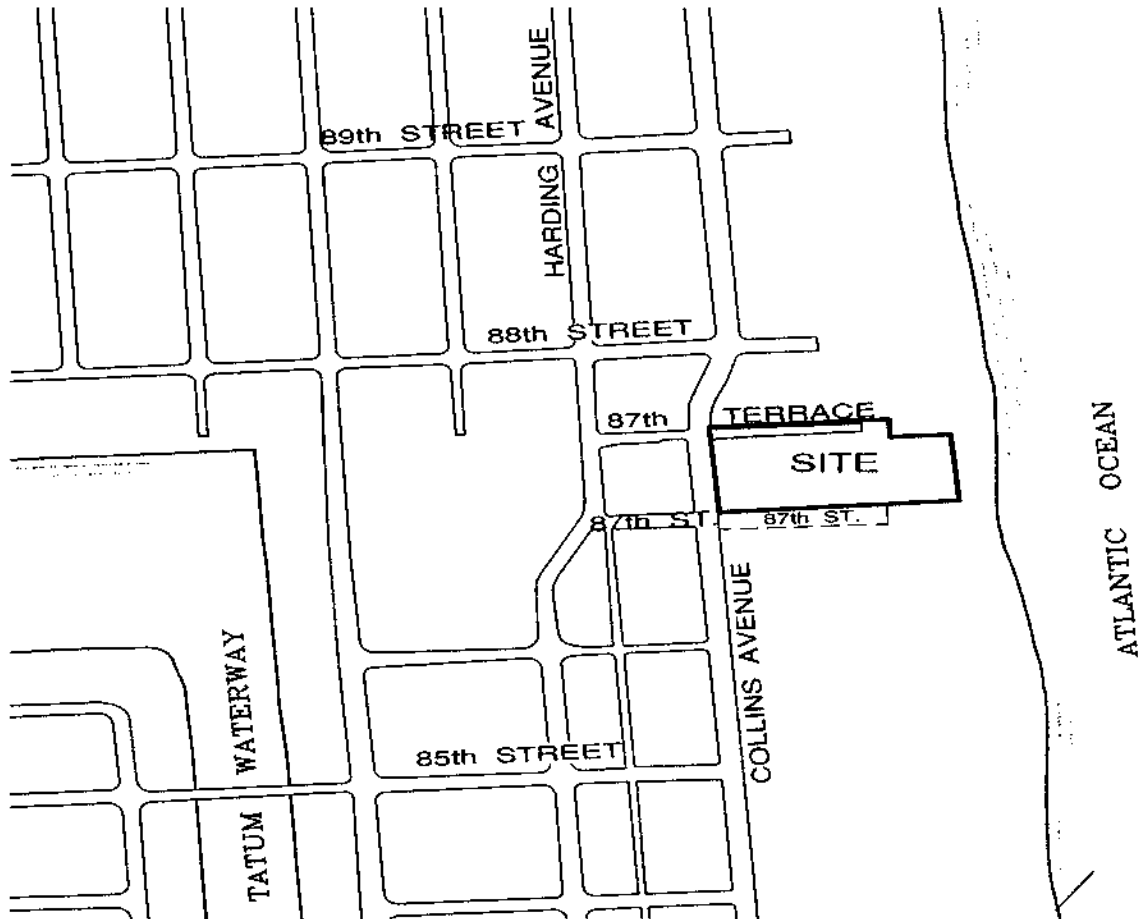 89th STREET
HARDING AVENUE
88th STREET
87th TERRACE
SITE
87th ST.
87th ST.
ATLANTIC OCEAN
COLLINS AVENUE
TATUM WATERWAY
85th STREET